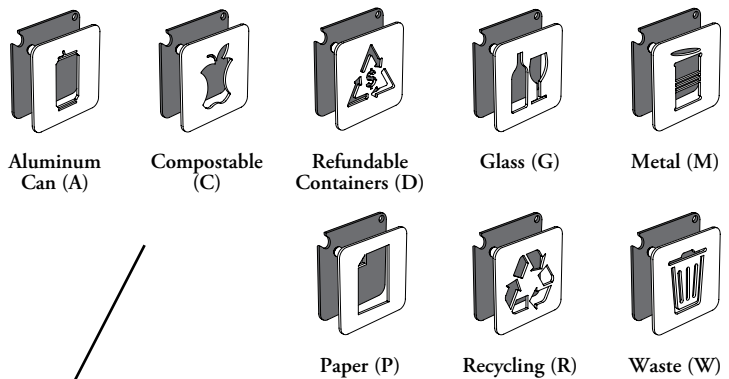 Aluminum
Can (A)
Compostable
(C)
Refundable
Containers (D)
Glass (G)
Metal (M)
$
Paper (P)
Recycling (R)
Waste (W)